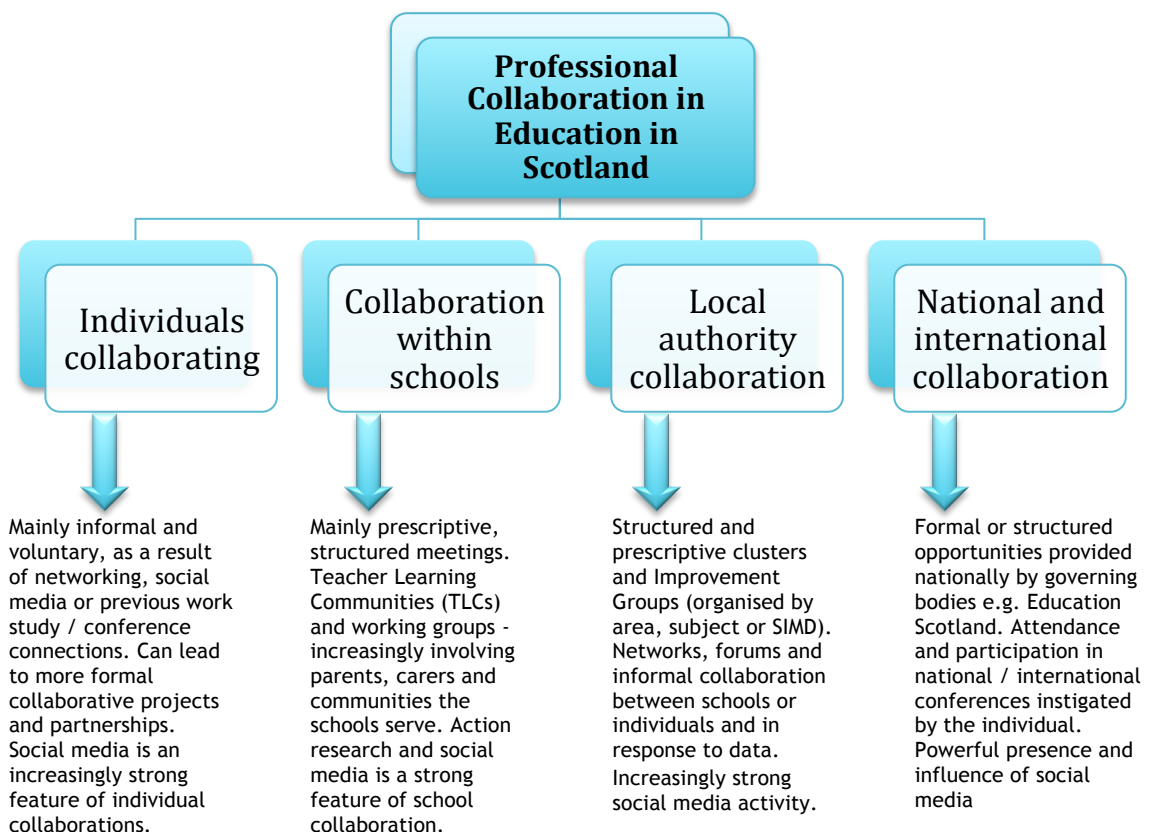 Professional
Collaboration in
Education in
Scotland
Individuals
collaborating
Collaboration
within
schools
Local
authority
collaboration
National and
international
collaboration
Mainly informal and
voluntary, as a result
of networking, social
media or previous work
study / conference
connections. Can lead
to more formal
collaborative projects
and partnerships.
Social media is an
increasingly strong
feature of individual
collaborations.
Mainly prescriptive,
structured meetings.
Teacher Learning
Communities (TLCs)
and working groups -
increasingly involving
parents, carers and
communities the
schools serve. Action
research and social
media is a strong
feature of school
collaboration.
Structured and
prescriptive clusters
and Improvement
Groups (organised by
area, subject or SIMD).
Networks, forums and
informal collaboration
between schools or
individuals and in
response to data.
Increasingly strong
social media activity.
Formal or structured
opportunities provided
nationally by governing
bodies e.g. Education
Scotland. Attendance
and participation in
national / international
conferences instigated
by the individual.
Powerful presence and
influence of social
media